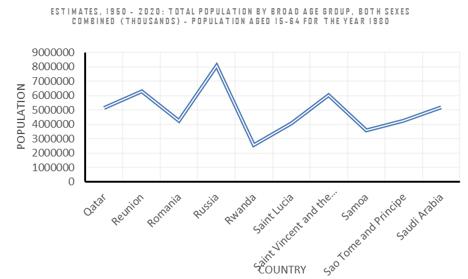 ESTIMATES, 1950 - 2020: TOTAL POPULATION BY BROAD AGE GROUP, BOTH SEXES
COMBINED (THOUSANDS) - POPULATION AGED 15-64 FOR THE YEAR 1980
9000000
8000000
7000000
6000000
5000000
4000000
3000000
2000000
1000000
0
POPULATION
Qatar
Reunion
Romania
Russia
Rwanda
Saint Lucia
Saint Vincent and the...
Samoa
Sao Tome and Principe
Saudi Arabia
COUNTRY